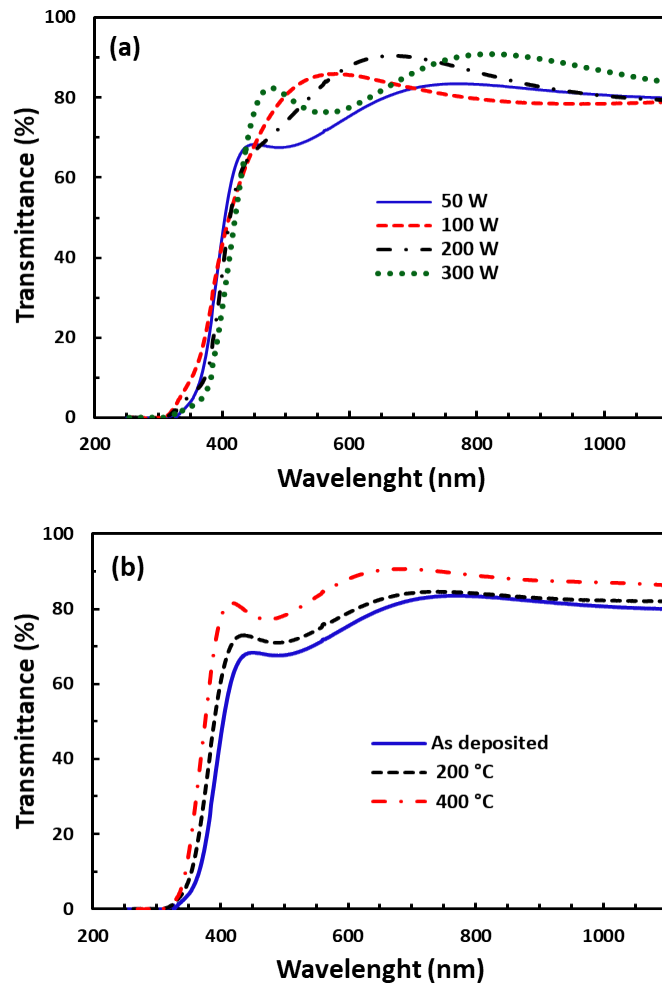 100
(a)
80
60
40
20
0
Transmittance (%)
50 W
100 W
200 W
300 W
200 400 600 800 1000
Wavelenght (nm)
100
(b)
80
60
40
20
0
Transmittance (%)
As deposited
200 °C
400 °C
200 400 600 800 1000
Wavelenght (nm)